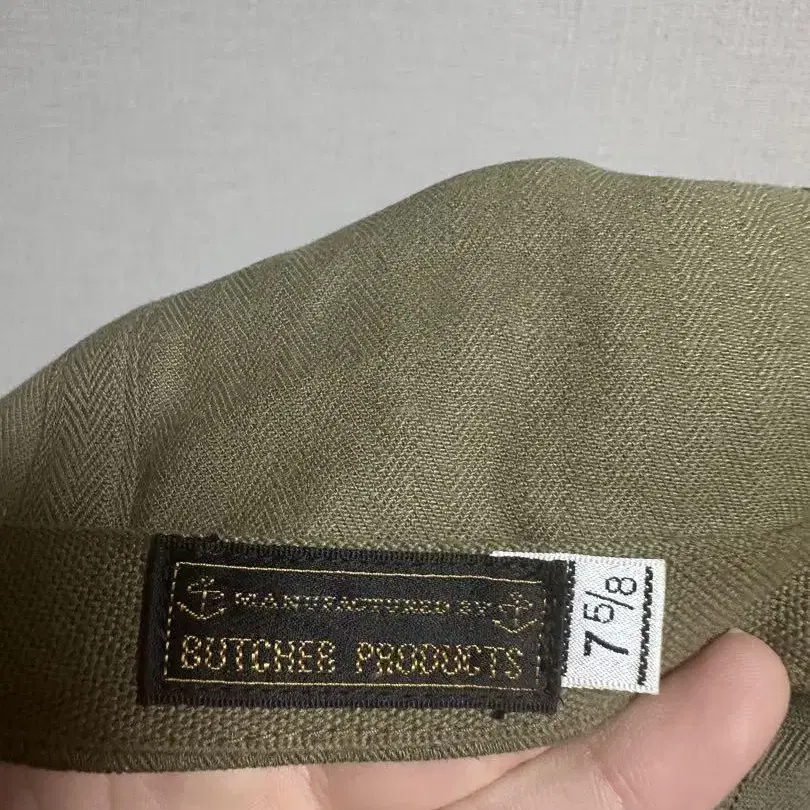 MANUFACTURED BY
BUTCHER PRODUCTS
7 5/8